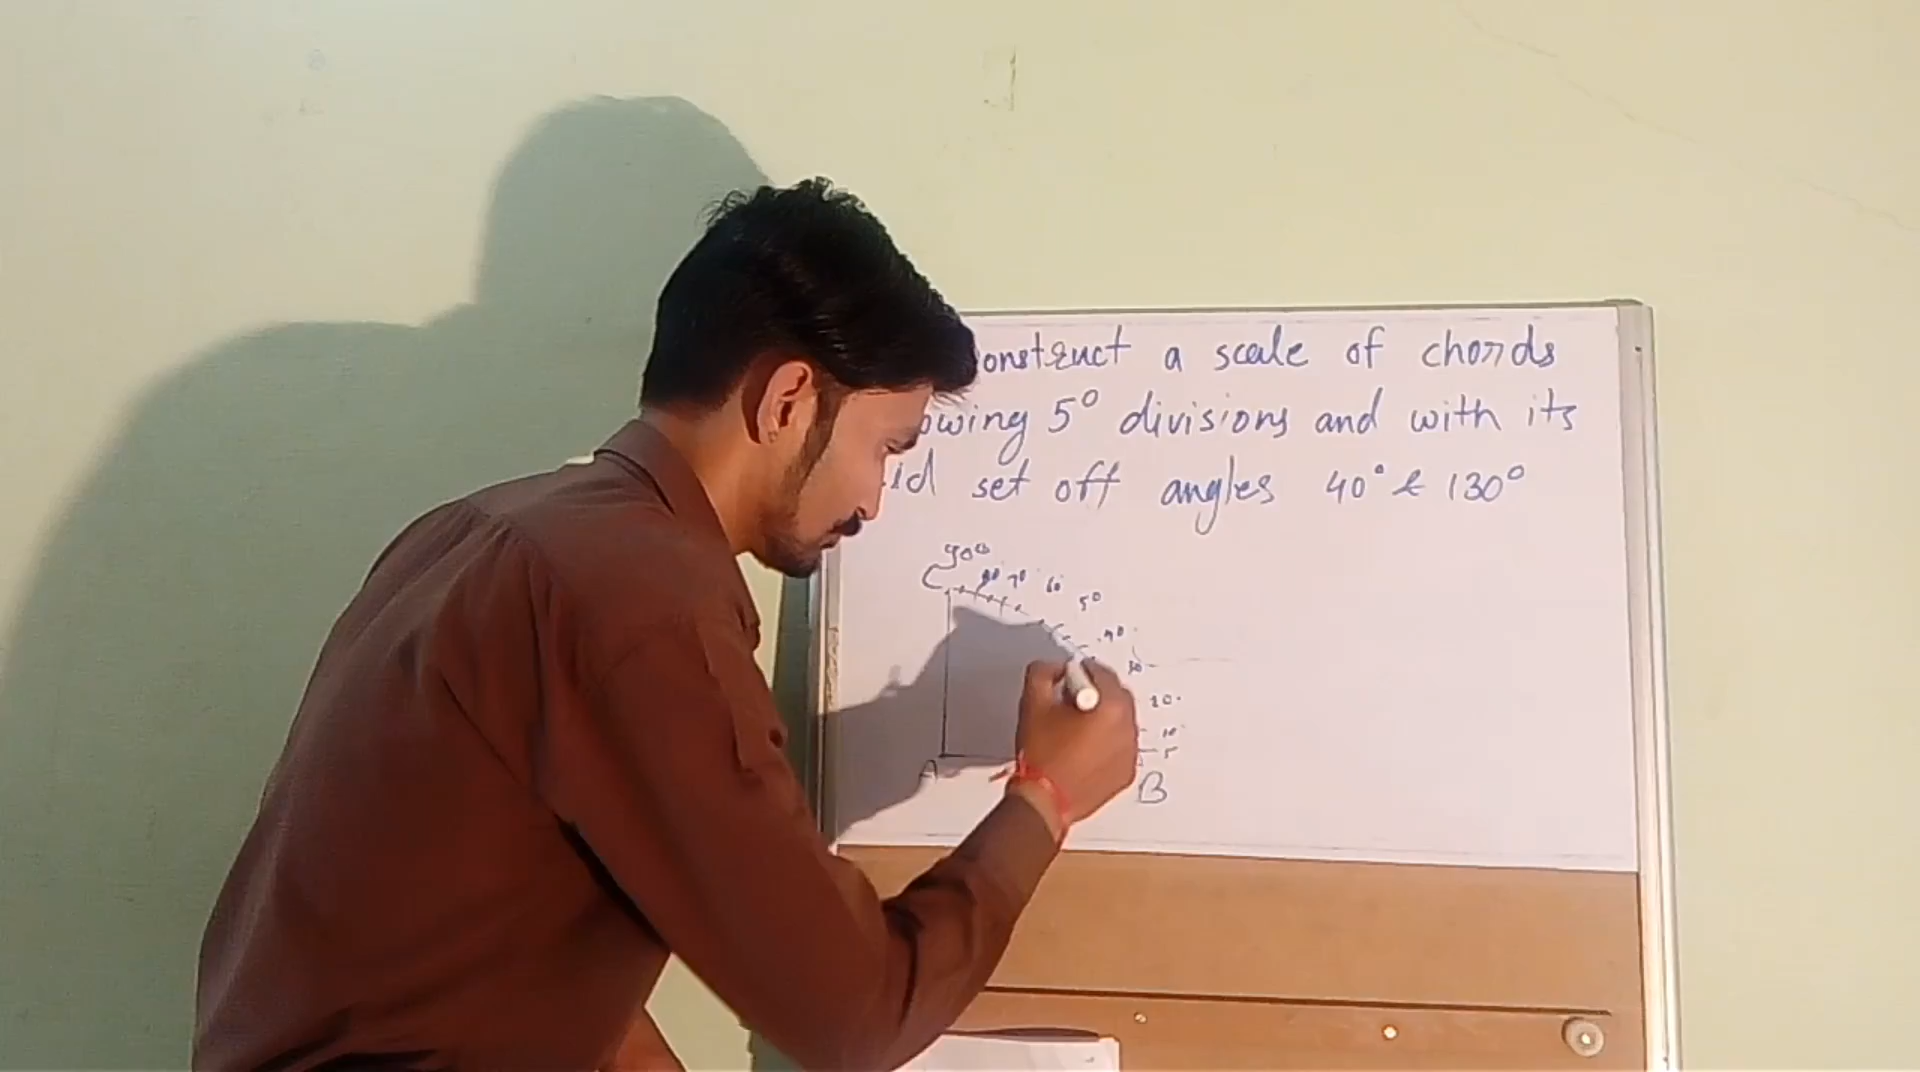 onstruct a scale of chords
owing 5° divisions and with its
id set off angles 40° & 130°
90°
C 80° 70° 60° 50
40°
30
20°
10°
5
A B